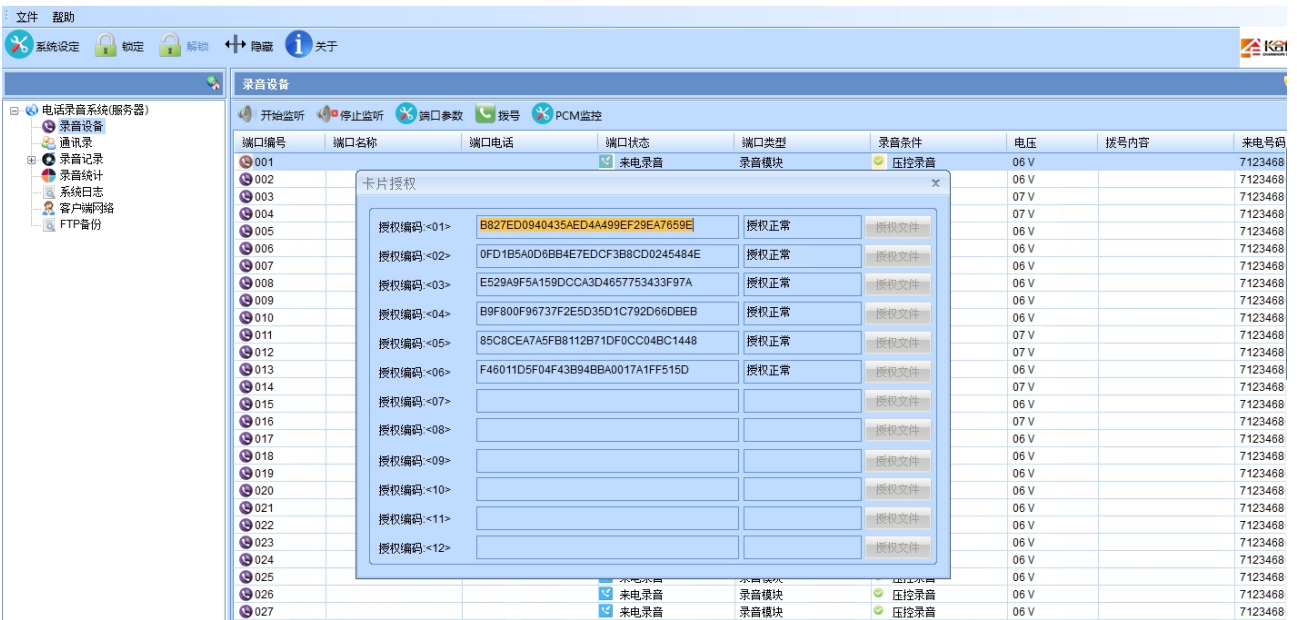 文件 帮助
系统设定 锁定 解锁 隐藏 关于
录音设备
电话录音系统(服务器)
录音设备
通讯录
录音记录
录音统计
系统日志
客户端网络
FTP备份
开始监听 停止监听 端口参数 拨号 PCM监控
端口编号 端口名称 端口电话 端口状态 端口类型 录音条件 电压 拨号内容 来电号码
001 来电录音 录音模块 压控录音 06 V 7123468
002 06 V 7123468
003 07 V 7123468
004 07 V 7123468
005 06 V 7123468
006 06 V 7123468
007 06 V 7123468
008 06 V 7123468
009 06 V 7123468
010 06 V 7123468
011 07 V 7123468
012 07 V 7123468
013 06 V 7123468
014 07 V 7123468
015 06 V 7123468
016 07 V 7123468
017 06 V 7123468
018 06 V 7123468
019 06 V 7123468
020 06 V 7123468
021 06 V 7123468
022 06 V 7123468
023 06 V 7123468
024 06 V 7123468
025 来电录音 录音模块 压控录音 06 V 7123468
026 来电录音 录音模块 压控录音 06 V 7123468
027 来电录音 录音模块 压控录音 06 V 7123468
卡片授权 x
授权编码:<01> B827ED0940435AED4A499EF29EA7659E 授权正常 授权文件
授权编码:<02> 0FD1B5A0D6BB4E7EDCF3B8CD0245484E 授权正常 授权文件
授权编码:<03> E529A9F5A159DCCA3D4657753433F97A 授权正常 授权文件
授权编码:<04> B9F800F96737F2E5D35D1C792D66DBEB 授权正常 授权文件
授权编码:<05> 85C8CEA7A5FB8112B71DF0CC04BC1448 授权正常 授权文件
授权编码:<06> F46011D5F04F43B94BBA0017A1FF515D 授权正常 授权文件
授权编码:<07> 授权文件
授权编码:<08> 授权文件
授权编码:<09> 授权文件
授权编码:<10> 授权文件
授权编码:<11> 授权文件
授权编码:<12> 授权文件